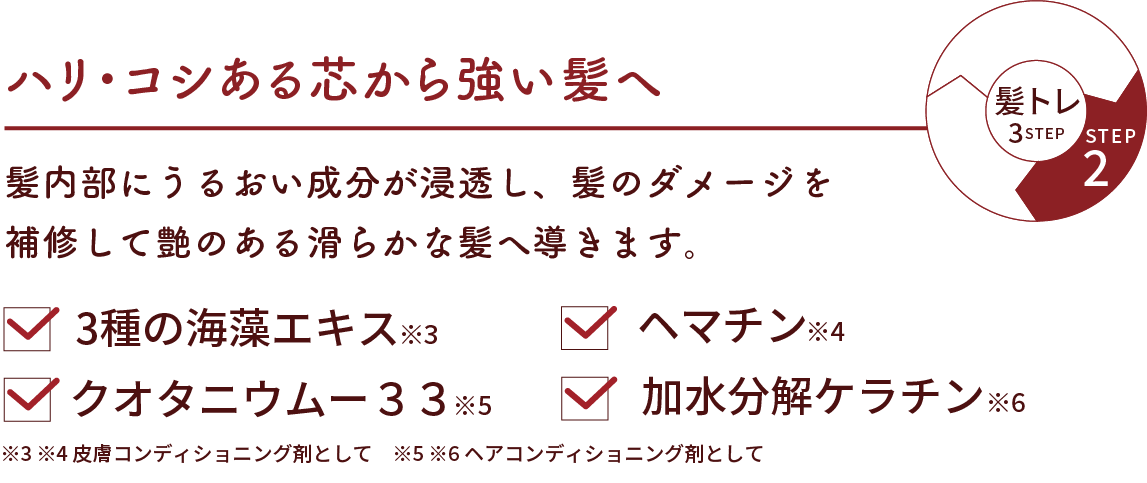 ハリ・コシある芯から強い髪へ
髪トレ
3STEP
STEP
2
髪内部にうるおい成分が浸透し、髪のダメージを
補修して艶のある滑らかな髪へ導きます。
3種の海藻エキス※3
ヘマチン※4
クオタニウムー３３※5
加水分解ケラチン※6
※3 ※4 皮膚コンディショニング剤として　※5 ※6 ヘアコンディショニング剤として